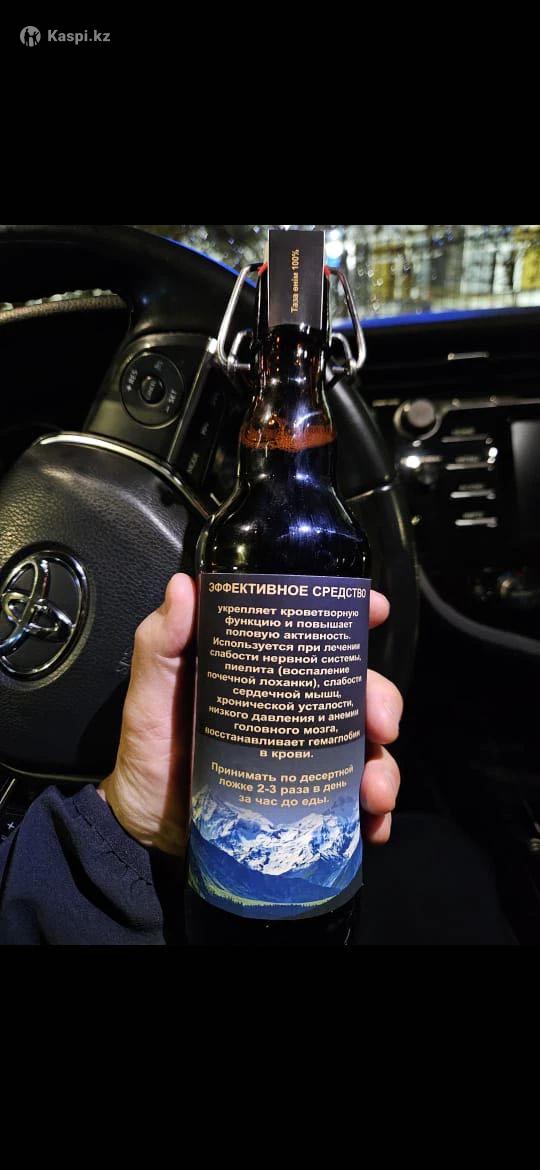 Kaspi.kz
Таза өнім 100%
+RES
-SET
ЭФФЕКТИВНОЕ СРЕДСТВО
укрепляет кроветворную
функцию и повышает
половую активность.
Используется при лечении
слабости нервной системы,
пиелита (воспаление
почечной лоханки), слабости
сердечной мышц,
хронической усталости,
низкого давления и анемии
головного мозга,
восстанавливает гемаглобин
в крови.
Принимать по десертной
ложке 2-3 раза в день
за час до еды.